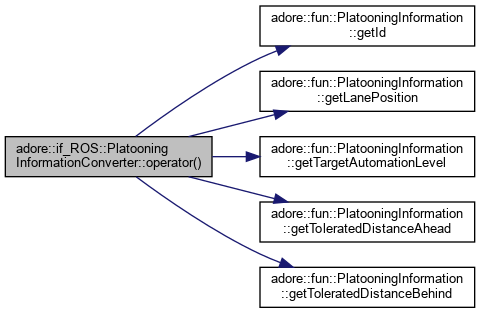 adore::if_ROS::Platooning
InformationConverter::operator()
adore::fun::PlatooningInformation
::getId
adore::fun::PlatooningInformation
::getLanePosition
adore::fun::PlatooningInformation
::getTargetAutomationLevel
adore::fun::PlatooningInformation
::getToleratedDistanceAhead
adore::fun::PlatooningInformation
::getToleratedDistanceBehind